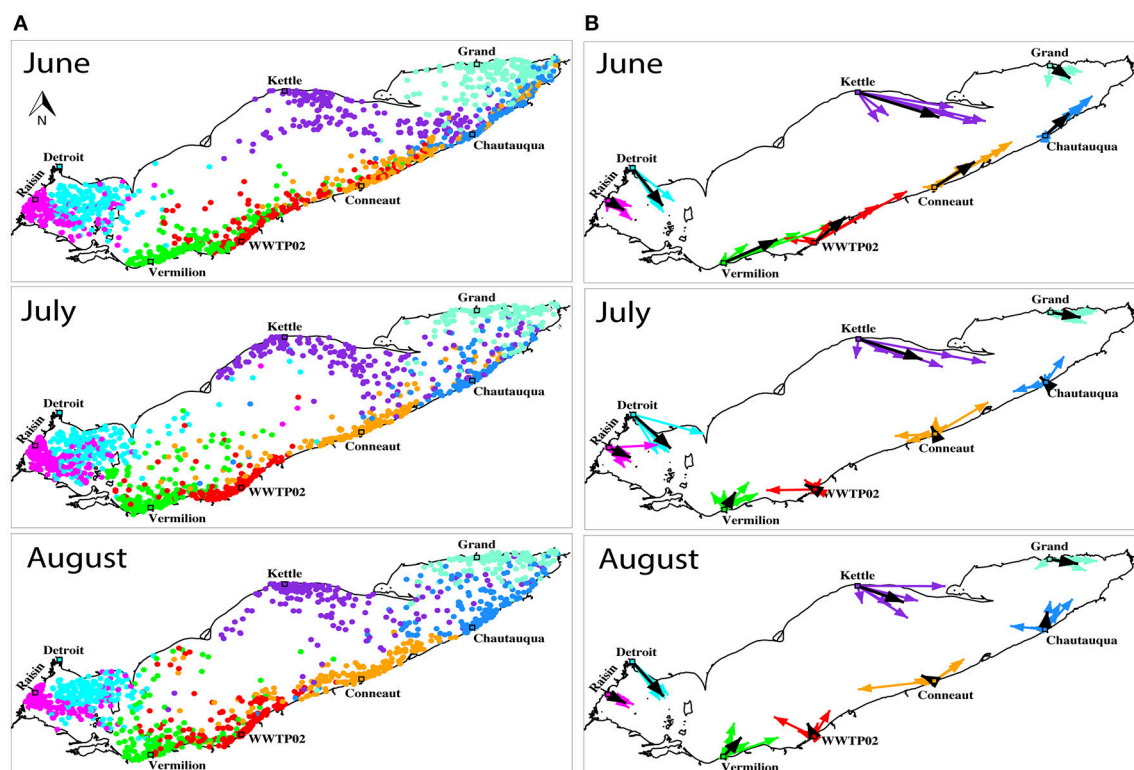 A
B
June
N
Grand
Kettle
Detroit
Raisin
Chautauqua
Conneaut
WWTP02
Vermilion
June
Grand
Kettle
Detroit
Raisin
Chautauqua
Conneaut
WWTP02
Vermilion
July
Grand
Kettle
Detroit
Raisin
Chautauqua
Conneaut
WWTP02
Vermilion
July
Grand
Kettle
Detroit
Raisin
Chautauqua
Conneaut
WWTP02
Vermilion
August
Grand
Kettle
Detroit
Raisin
Chautauqua
Conneaut
WWTP02
Vermilion
August
Grand
Kettle
Detroit
Raisin
Chautauqua
Conneaut
WWTP02
Vermilion